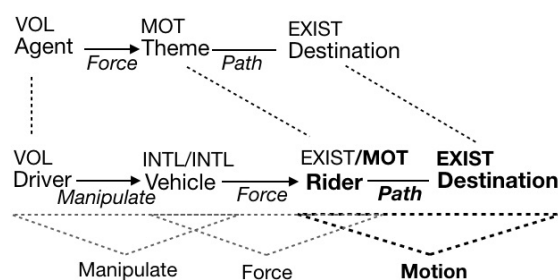 VOL MOT EXIST
Agent Theme Destination
Force Path
VOL INTL/INTL EXIST/MOT EXIST
Driver Vehicle Rider Destination
Manipulate Force Path
Manipulate Force Motion